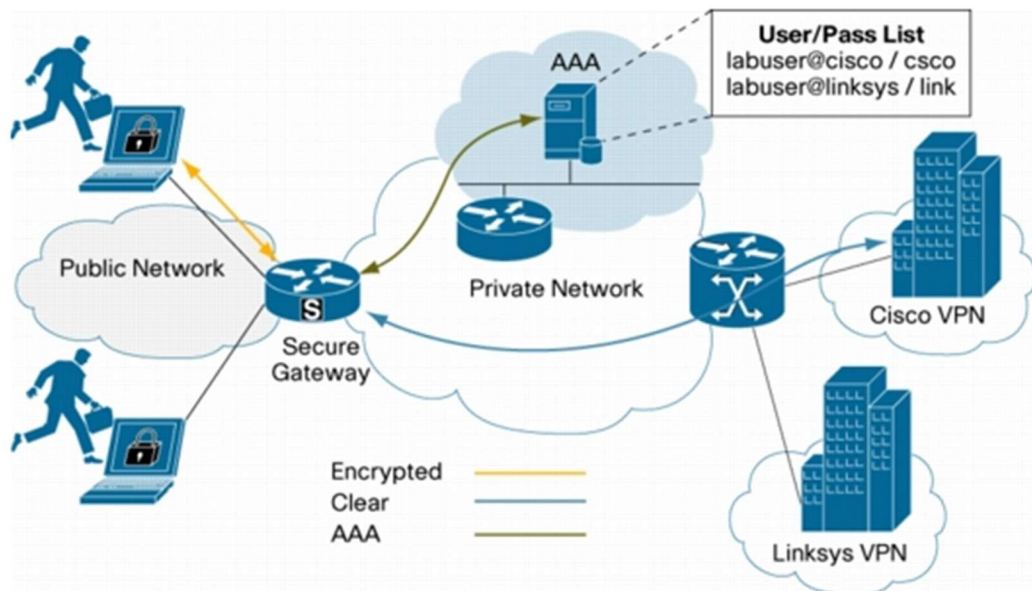 AAA
User/Pass List
labuser@cisco / csco
labuser@linksys / link
Public Network
Private Network
S
Secure
Gateway
Cisco VPN
Encrypted
Clear
AAA
Linksys VPN